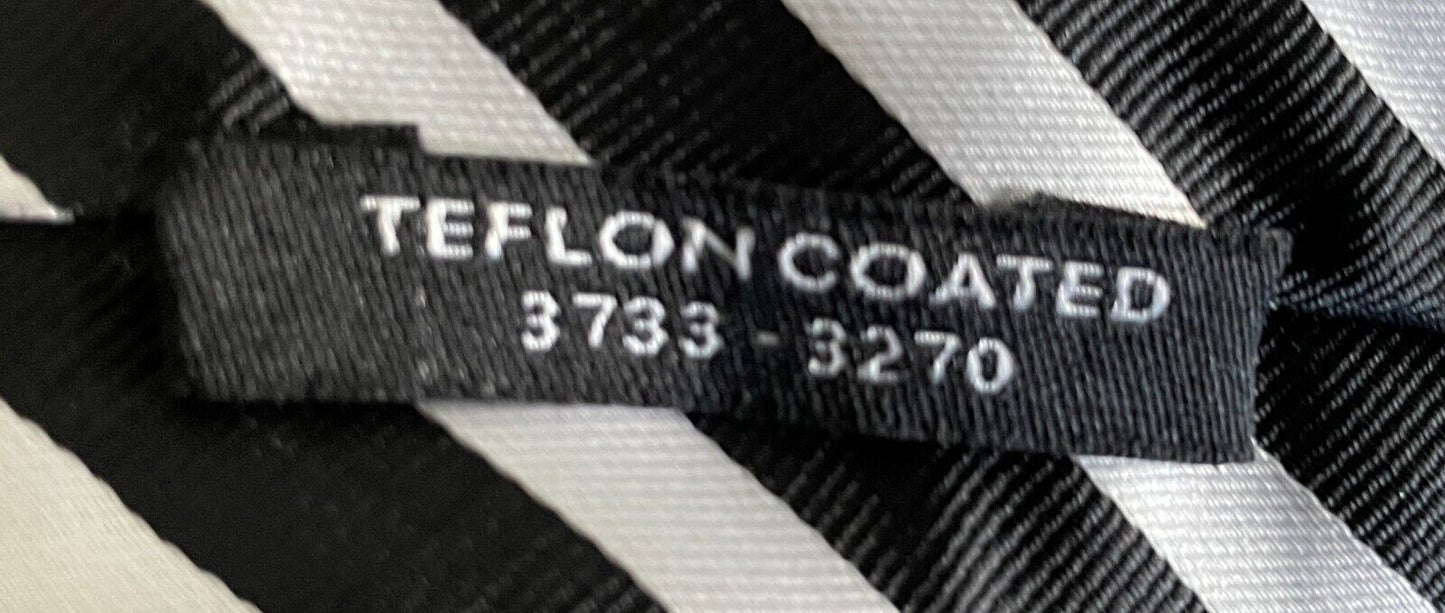 TEFLON COATED
3733 - 3270